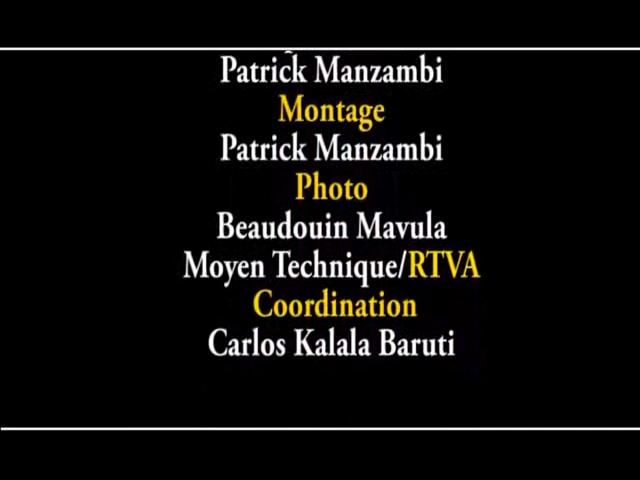 Patrick Manzambi
Montage
Patrick Manzambi
Photo
Beaudouin Mavula
Moyen Technique/RTVA
Coordination
Carlos Kalala Baruti